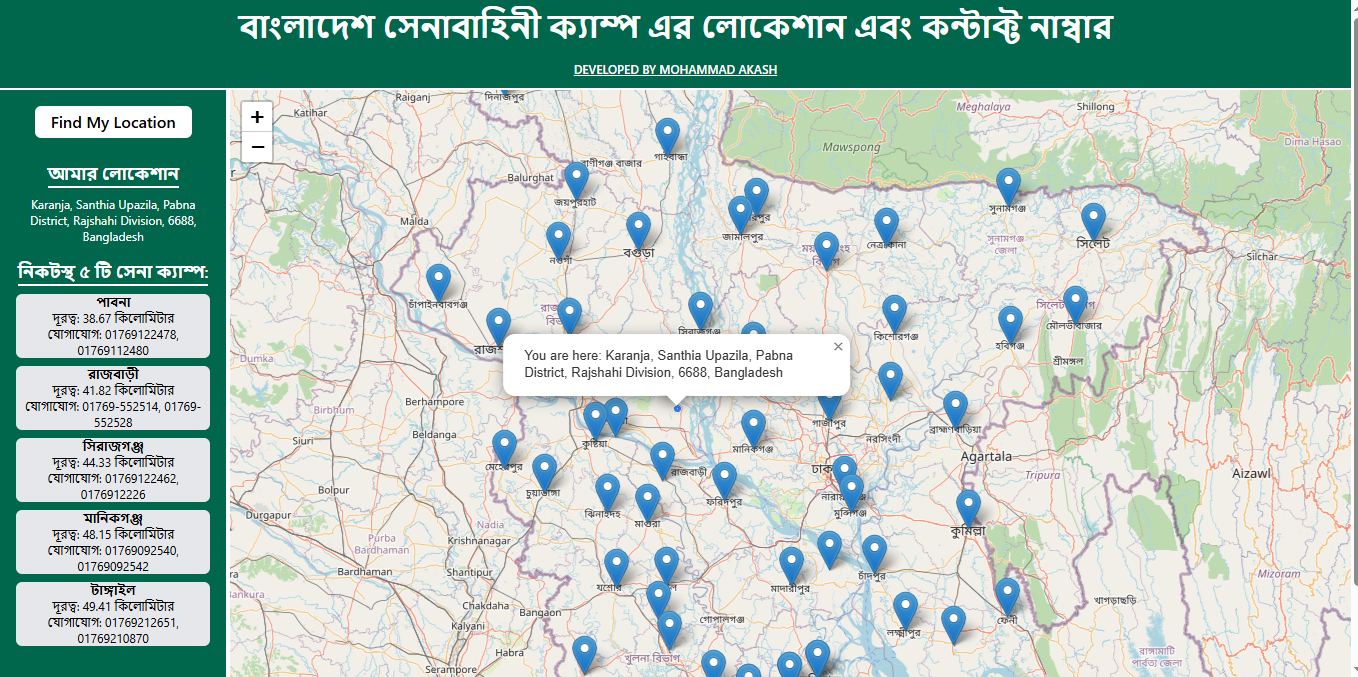 বাংলাদেশ সেনাবাহিনী ক্যাম্প এর লোকেশান এবং কন্টাক্ট নাম্বার
DEVELOPED BY MOHAMMAD AKASH
Find My Location
আমার লোকেশান
Karanja, Santhia Upazila, Pabna
District, Rajshahi Division, 6688,
Bangladesh
নিকটস্থ ৫ টি সেনা ক্যাম্প:
পাবনা
দূরত্ব: 38.67 কিলোমিটার
যোগাযোগ: 01769122478,
01769112480
রাজবাড়ী
দূরত্ব: 41.82 কিলোমিটার
যোগাযোগ: 01769-552514, 01769-
552528
সিরাজগঞ্জ
দূরত্ব: 44.33 কিলোমিটার
যোগাযোগ: 01769122462,
0176912226
মানিকগঞ্জ
দূরত্ব: 48.15 কিলোমিটার
যোগাযোগ: 01769092540,
01769092542
টাঙ্গাইল
দূরত্ব: 49.41 কিলোমিটার
যোগাযোগ: 01769212651,
01769210870
+
−
Katihar
Raiganj
দিনাজপুর
Meghalaya
Shillong
Dima Hasao
Mawspong
গাইবান্ধা
Balurghat
জয়পুরহাট
সুনামগঞ্জ
Malda
নওগাঁ
বগুড়া
জামালপুর
নেত্রকোনা
সুনামগঞ্জ
জেলা
সিলেট
Silchar
চাঁপাইনবাবগঞ্জ
সিরাজগঞ্জ
কিশোরগঞ্জ
হবিগঞ্জ
মৌলভীবাজার
শ্রীমঙ্গল
Dumka
You are here: Karanja, Santhia Upazila, Pabna
District, Rajshahi Division, 6688, Bangladesh
×
Berhampore
Birbhum
Siuri
Beldanga
কুষ্টিয়া
মানিকগঞ্জ
গাজীপুর
নরসিংদী
ব্রাহ্মণবাড়িয়া
Agartala
Tripura
Aizawl
মেহেরপুর
চুয়াডাঙ্গা
রাজবাড়ী
ফরিদপুর
Bolpur
Durgapur
ঝিনাইদহ
মাগুরা
মুন্সিগঞ্জ
কুমিল্লা
Nadia
Krishnanagar
Purba
Bardhaman
Bardhaman
Shantipur
যশোর
মাদারীপুর
চাঁদপুর
Mizoram
Chakdaha
Bangaon
Kalyani
গোপালগঞ্জ
লক্ষ্মীপুর
ফেনী
খাগড়াছড়ি
Habra
খুলনা বিভাগ
Serampore
রাঙ্গামাটি
পার্বত্য জেলা